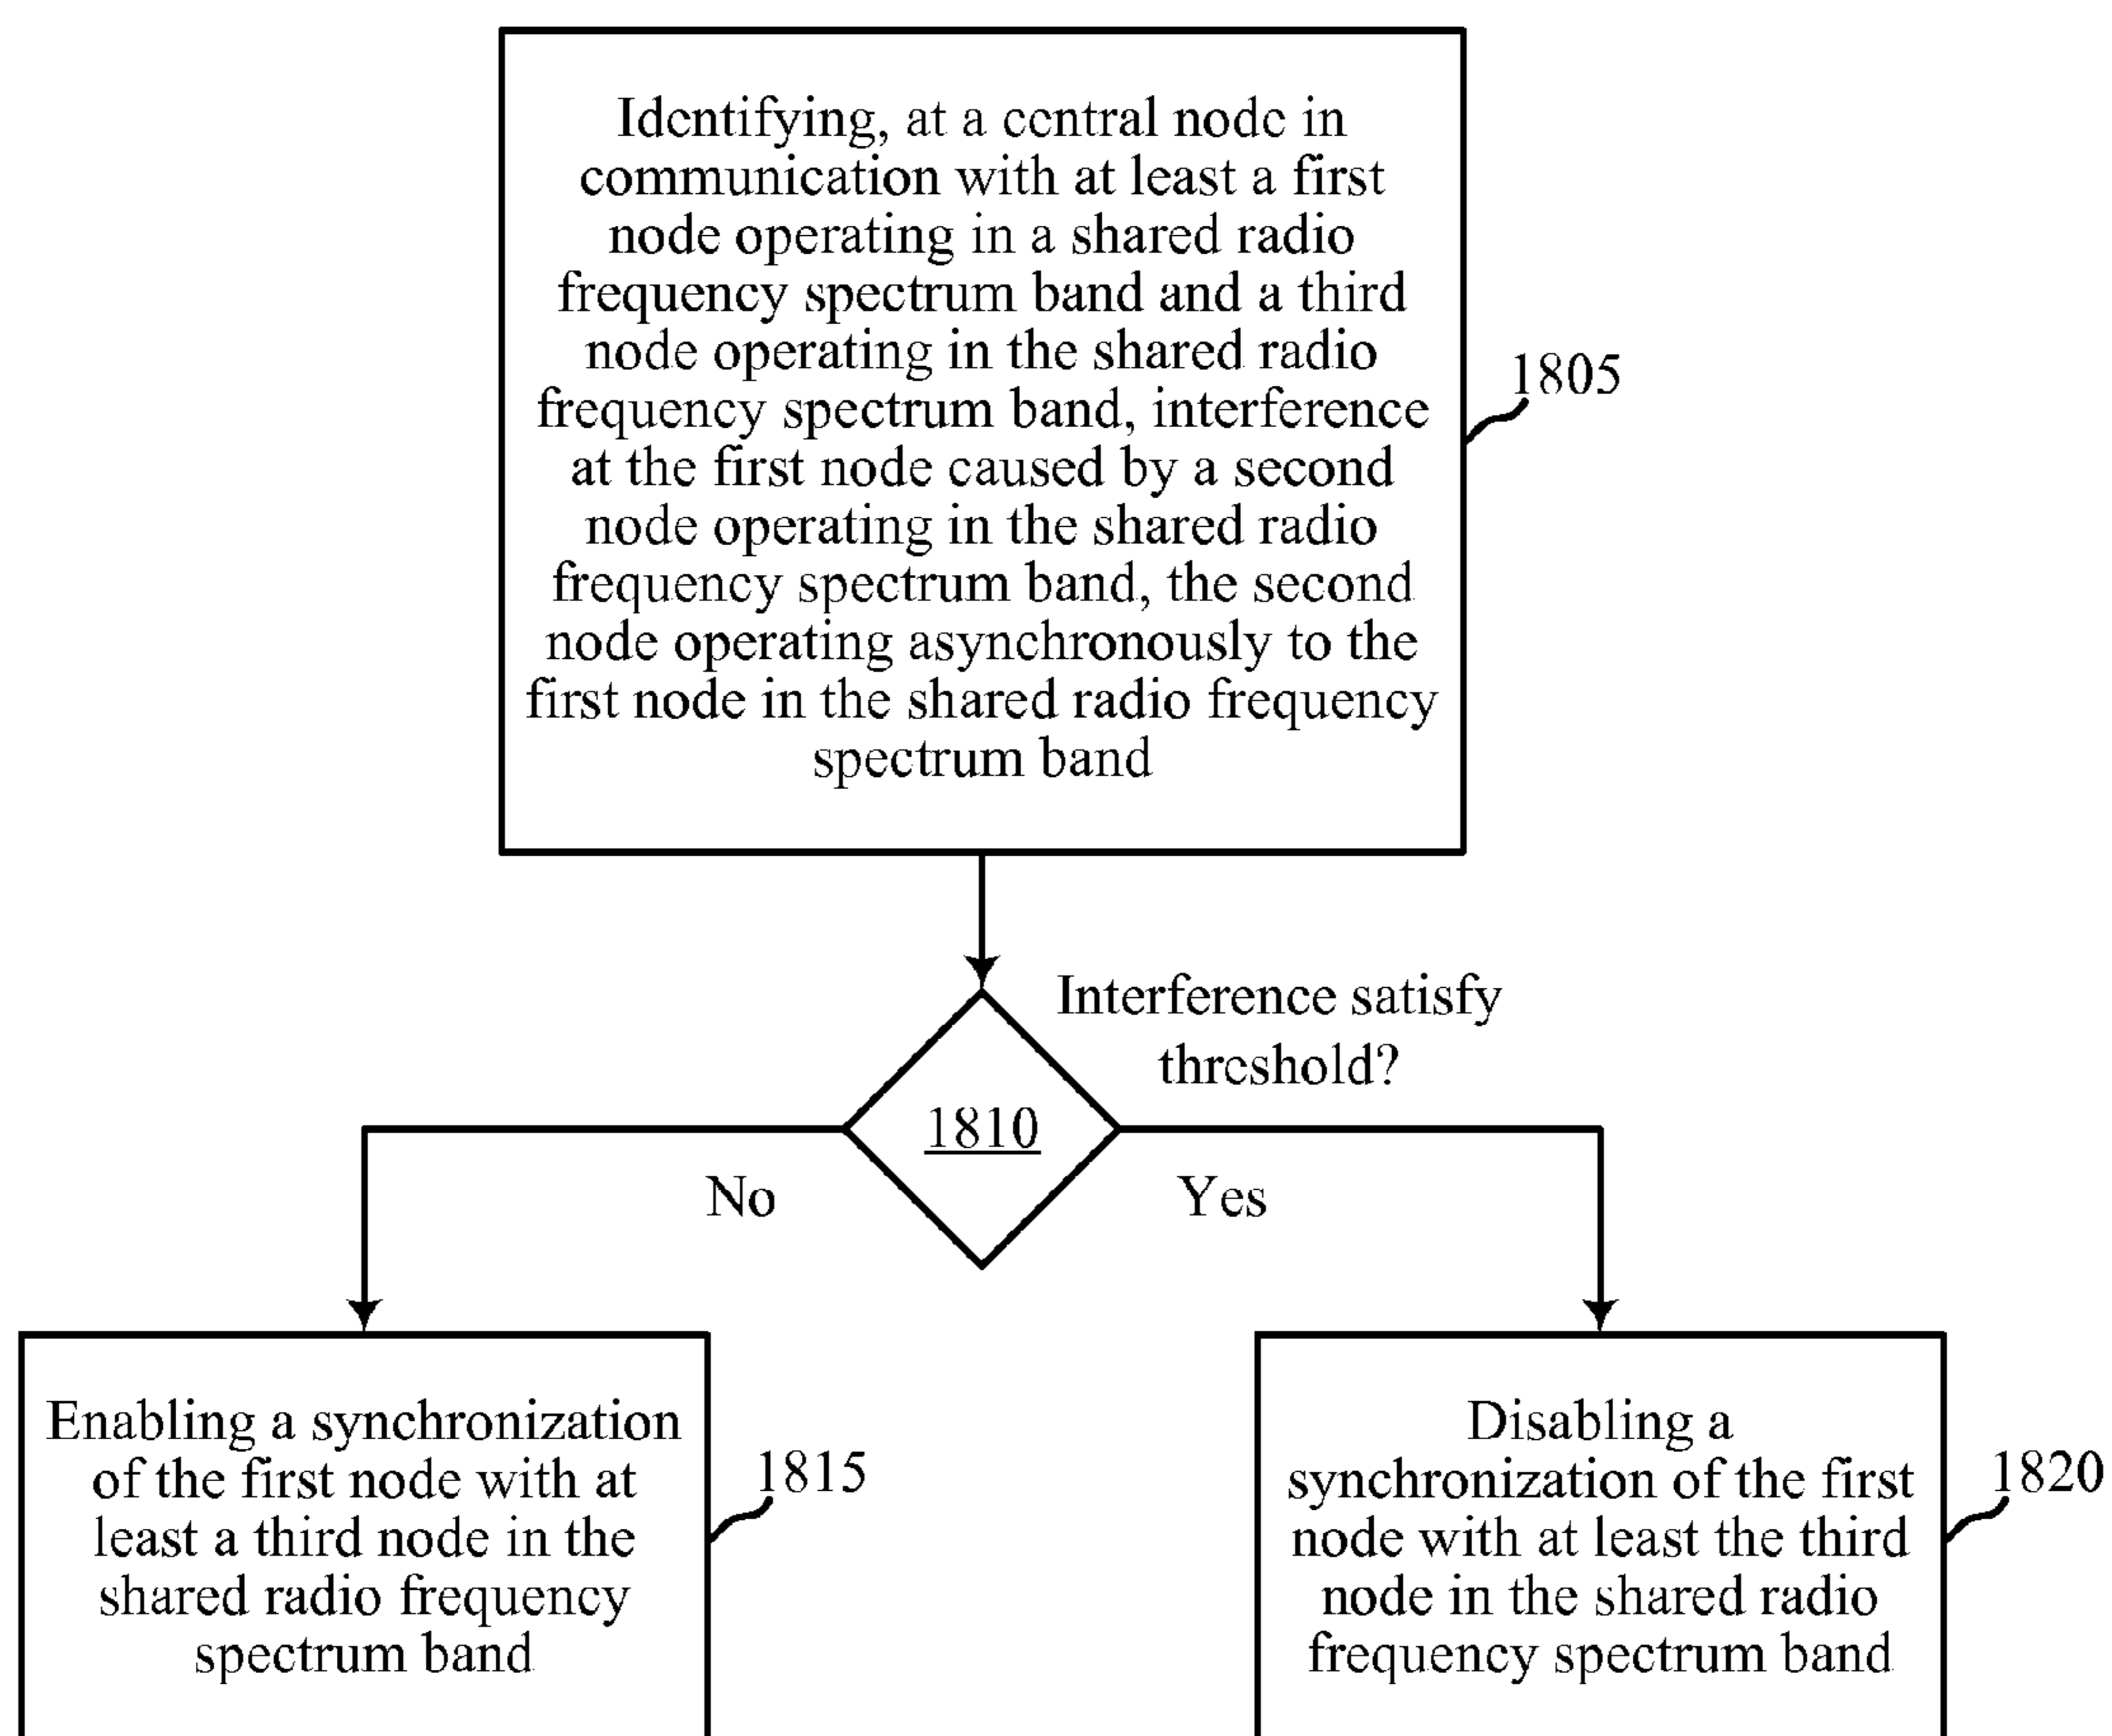 Identifying, at a central node in
communication with at least a first
node operating in a shared radio
frequency spectrum band and a third
node operating in the shared radio
frequency spectrum band, interference
at the first node caused by a second
node operating in the shared radio
frequency spectrum band, the second
node operating asynchronously to the
first node in the shared radio frequency
spectrum band
1805
Interference satisfy
threshold?
1810
No
Yes
Enabling a synchronization
of the first node with at
least a third node in the
shared radio frequency
spectrum band
1815
Disabling a
synchronization of the first
node with at least the third
node in the shared radio
frequency spectrum band
1820